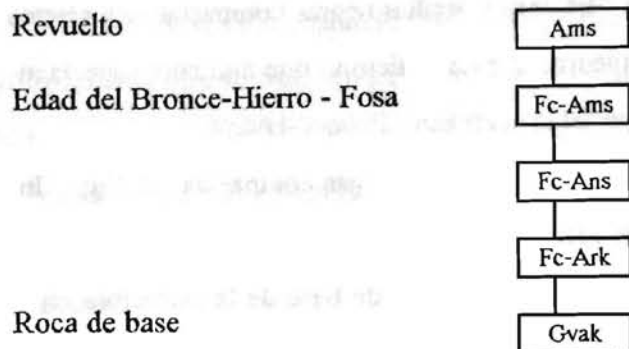 Revuelto Ams
Edad del Bronce-Hierro - Fosa Fc-Ams
Fc-Ans
Fc-Ark
Roca de base Gvak